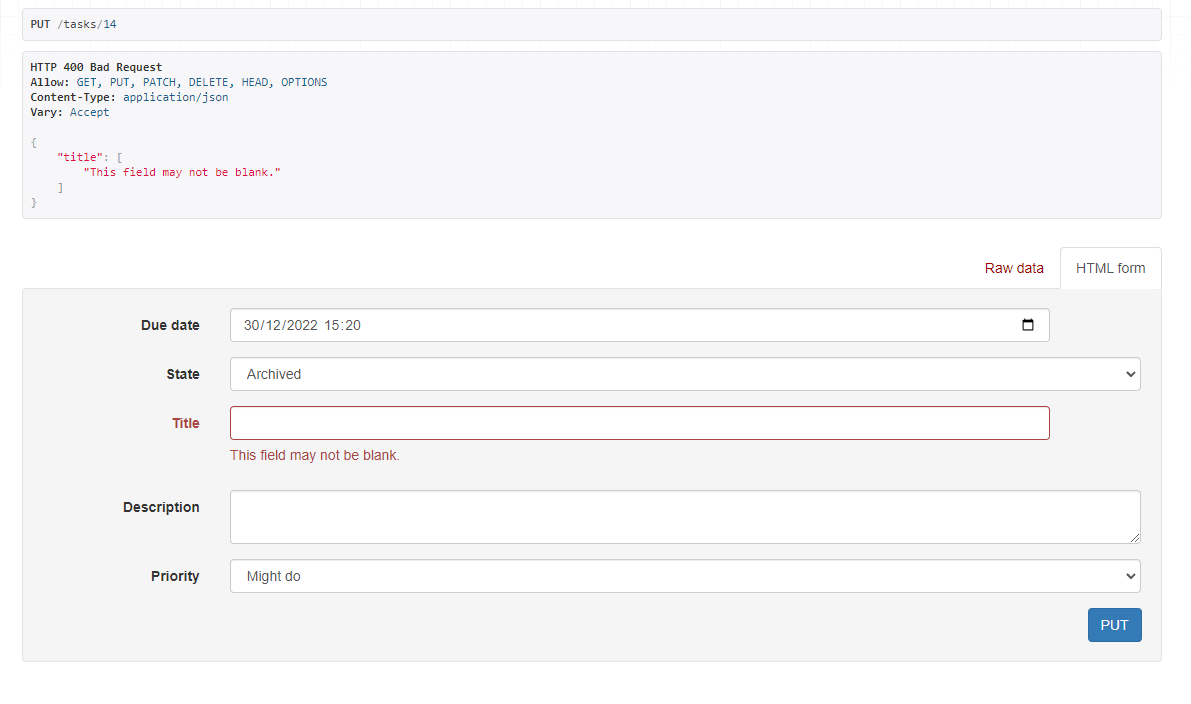 PUT /tasks/14
HTTP 400 Bad Request
Allow: GET, PUT, PATCH, DELETE, HEAD, OPTIONS
Content-Type: application/json
Vary: Accept
{
"title": [
"This field may not be blank."
]
}
Raw data
HTML form
Due date
30/12/2022 15:20
State
Archived
Title
This field may not be blank.
Description
Priority
Might do
PUT